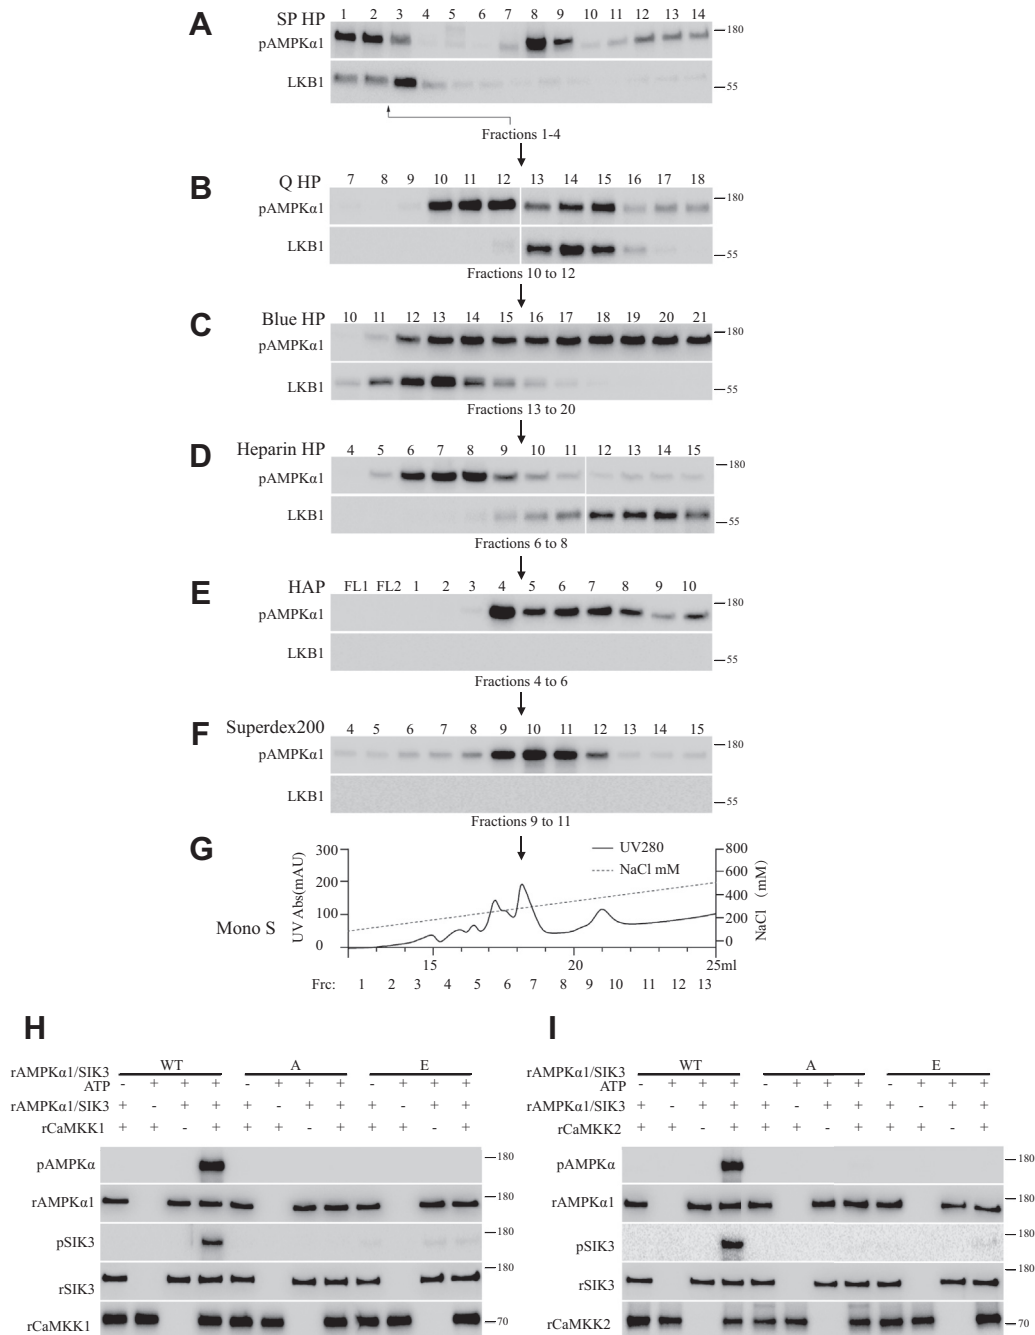 A
SP HP 1 2 3 4 5 6 7 8 9 10 11 12 13 14
pAMPKα1 180
LKB1 55
Fractions 1-4
B
Q HP 7 8 9 10 11 12 13 14 15 16 17 18
pAMPKα1 180
LKB1 55
Fractions 10 to 12
C
Blue HP 10 11 12 13 14 15 16 17 18 19 20 21
pAMPKα1 180
LKB1 55
Fractions 13 to 20
D
Heparin HP 4 5 6 7 8 9 10 11 12 13 14 15
pAMPKα1 180
LKB1 55
Fractions 6 to 8
E
HAP FL1 FL2 1 2 3 4 5 6 7 8 9 10
pAMPKα1 180
LKB1 55
Fractions 4 to 6
F
Superdex200 4 5 6 7 8 9 10 11 12 13 14 15
pAMPKα1 180
LKB1 55
Fractions 9 to 11
G
Mono S
UV Abs(mAU)
300
200
100
0
UV280
NaCl mM
800
600
400
200
0
NaCl (mM)
15 20 25ml
Frc: 1 2 3 4 5 6 7 8 9 10 11 12 13
H
rAMPKα1/SIK3 WT A E
ATP - + + + - + + + - + + +
rAMPKα1/SIK3 + - + + + - + + + - + +
rCaMKK1 + + - + + + - + + + - +
pAMPKα 180
rAMPKα1 180
pSIK3 180
rSIK3 180
rCaMKK1 70
I
rAMPKα1/SIK3 WT A E
ATP - + + + - + + + - + + +
rAMPKα1/SIK3 + - + + + - + + + - + +
rCaMKK2 + + - + + + - + + + - +
pAMPKα 180
rAMPKα1 180
pSIK3 180
rSIK3 180
rCaMKK2 70